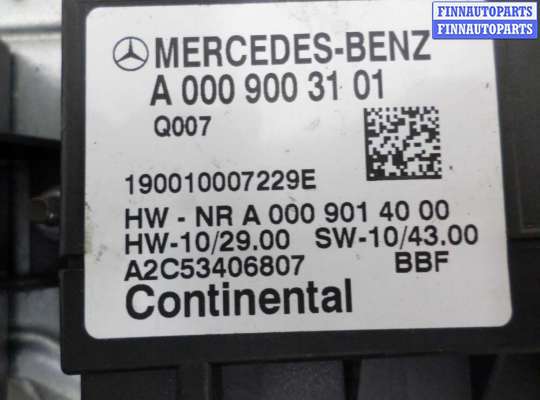 FINNAUTOPARTS
FINNAUTOPARTS
MERCEDES-BENZ
A 000 900 31 01
Q007
190010007229E
HW - NR A 000 901 40 00
HW-10/29.00 SW-10/43.00
A2C53406807 BBF
Continental